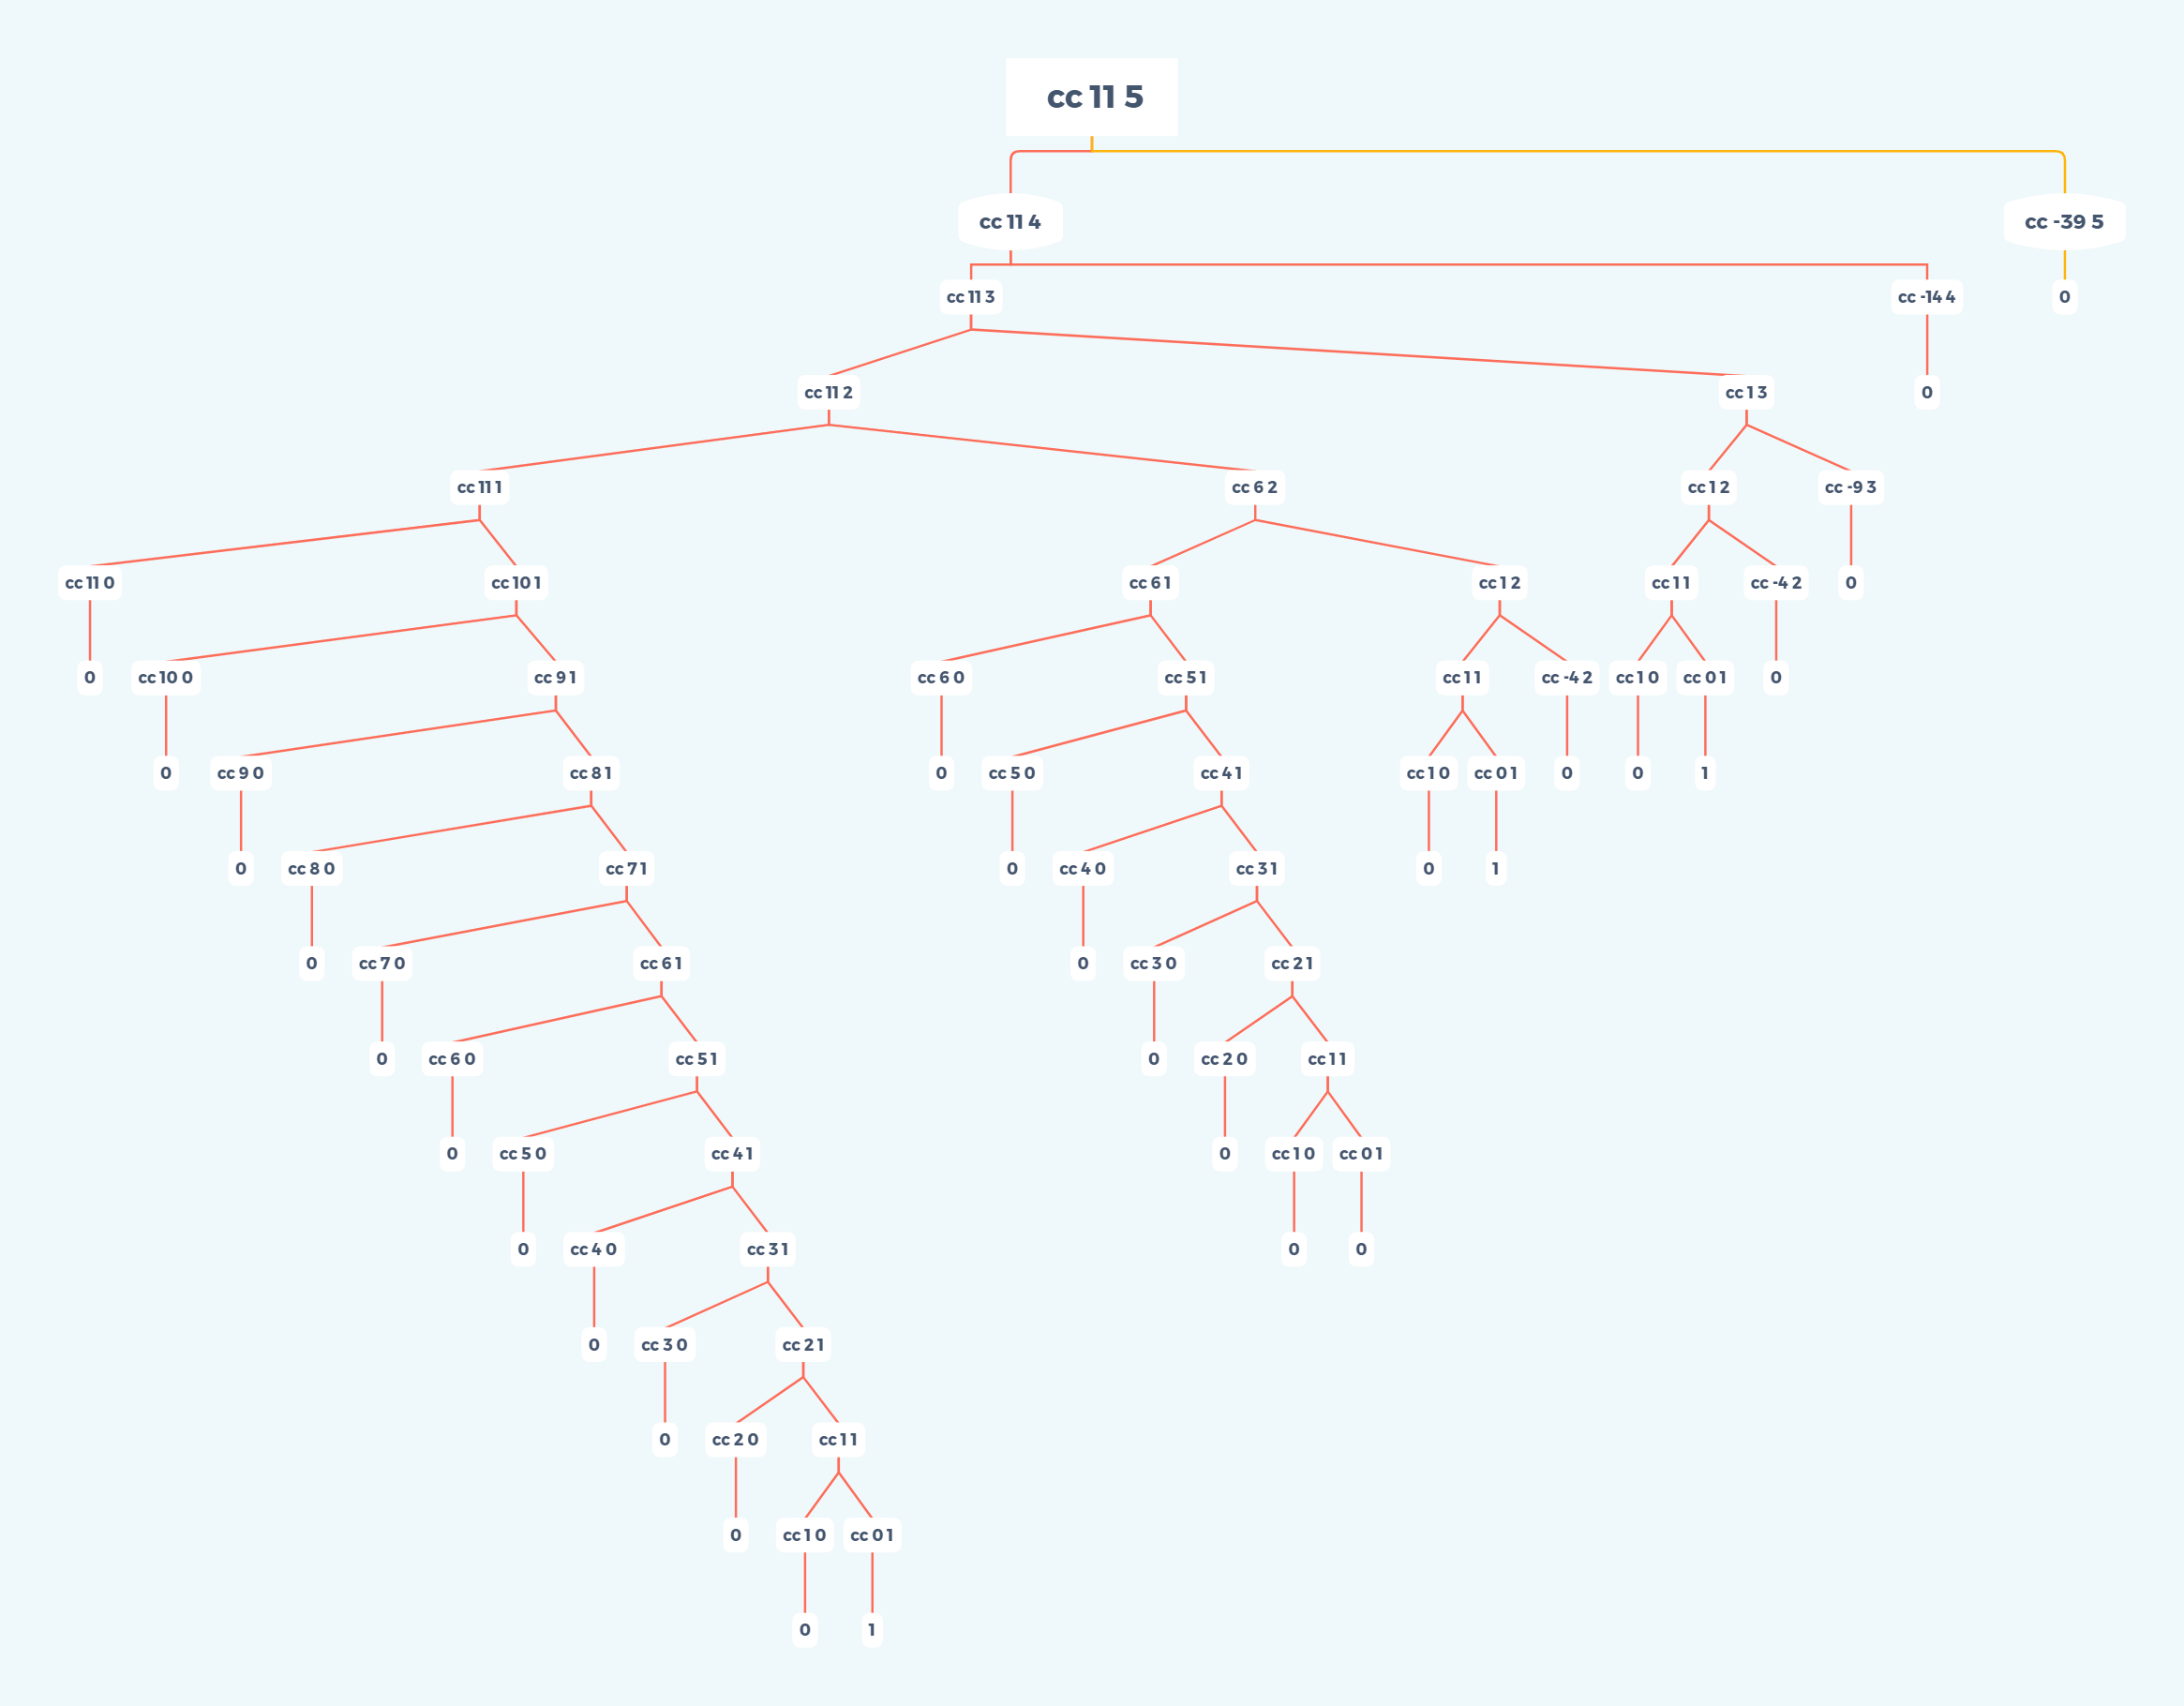 cc 11 5
cc 11 4 cc -39 5
cc 11 3 cc -14 4 0
cc 11 2 cc 1 3 0
cc 11 1 cc 6 2 cc 1 2 cc -9 3
cc 11 0 cc 10 1 cc 6 1 cc 1 2 cc 1 1 cc -4 2 0
0 cc 10 0 cc 9 1 cc 6 0 cc 5 1 cc 1 1 cc -4 2 cc 1 0 cc 0 1 0
0 cc 9 0 cc 8 1 0 cc 5 0 cc 4 1 cc 1 0 cc 0 1 0 0 1
0 cc 8 0 cc 7 1 0 cc 4 0 cc 3 1 0 1
0 cc 7 0 cc 6 1 0 cc 3 0 cc 2 1
0 cc 6 0 cc 5 1 0 cc 2 0 cc 1 1
0 cc 5 0 cc 4 1 0 cc 1 0 cc 0 1
0 cc 4 0 cc 3 1 0 0
0 cc 3 0 cc 2 1
0 cc 2 0 cc 1 1
0 cc 1 0 cc 0 1
0 1